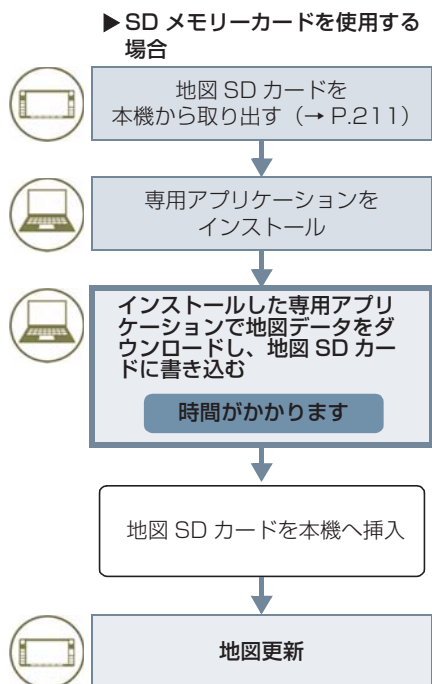 ▶ SD メモリーカードを使用する
場合
地図 SD カードを
本機から取り出す（→ P.211）
専用アプリケーションを
インストール
インストールした専用アプリ
ケーションで地図データをダ
ウンロードし、地図 SD カー
ドに書き込む
時間がかかります
地図 SD カードを本機へ挿入
地図更新